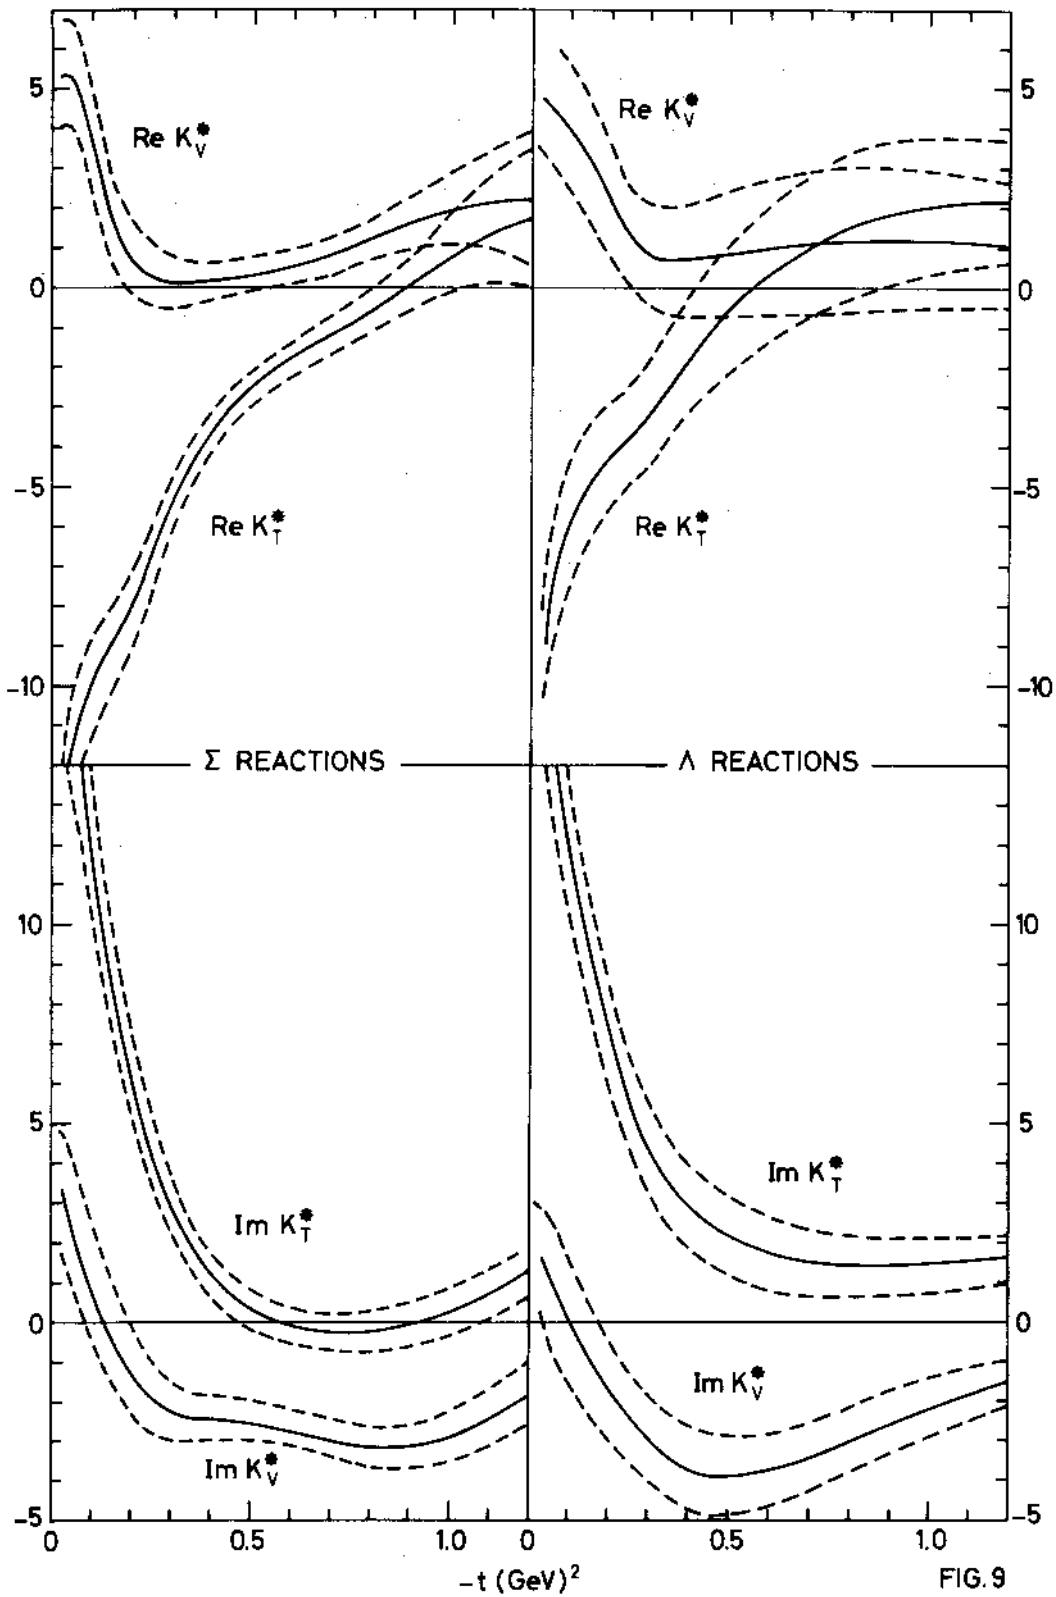 5
Re K*V
Re K*V
5
0
0
-5
Re K*T
Re K*T
-5
-10
-10
Σ REACTIONS
Λ REACTIONS
10
10
5
5
Im K*T
Im K*T
0
0
Im K*V
Im K*V
-5
-5
0 0.5 1.0 0 0.5 1.0
-t (GeV)²
FIG.9